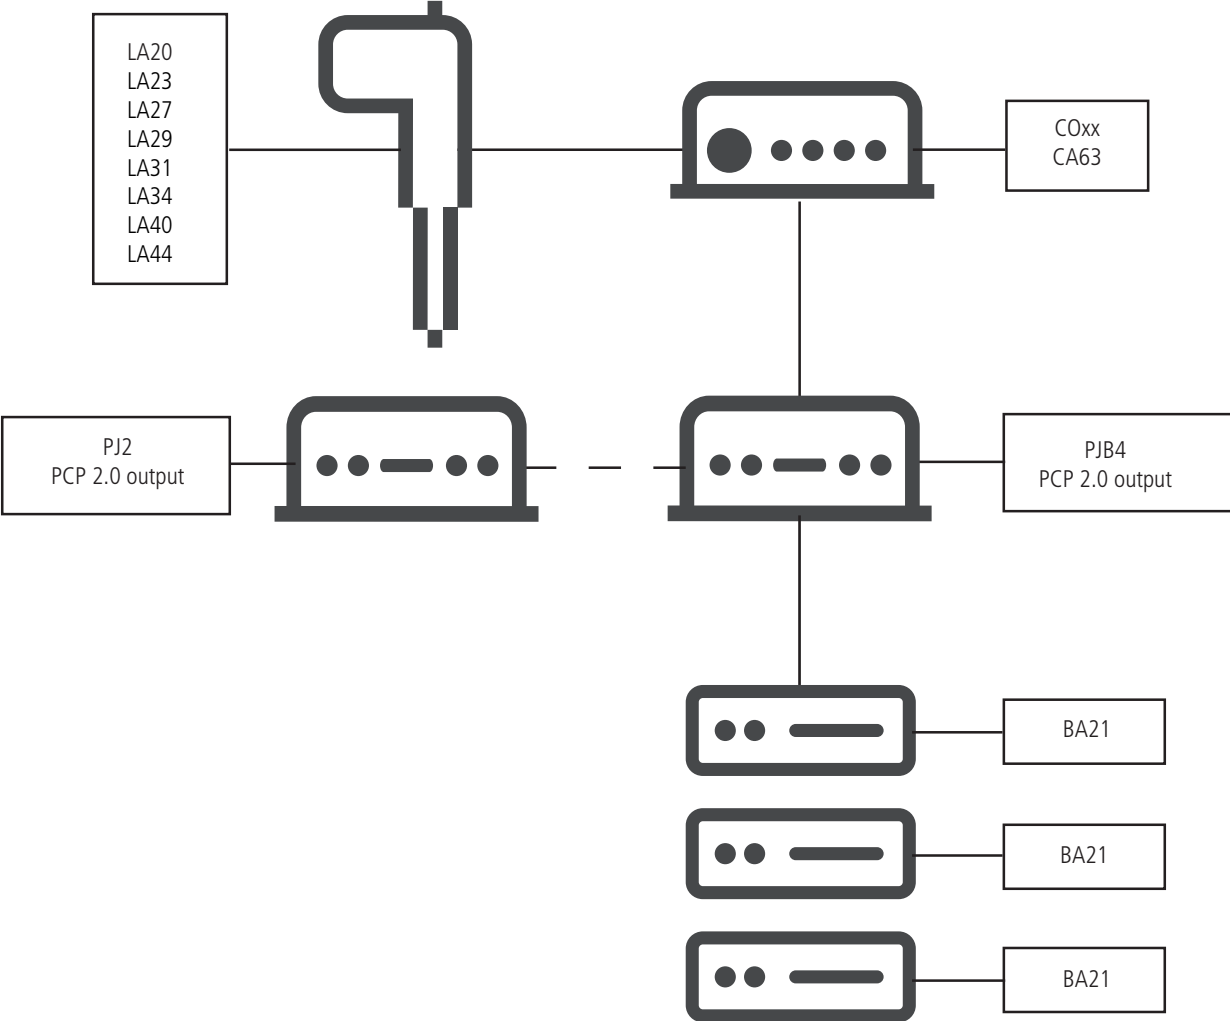 LA20
LA23
LA27
LA29
LA31
LA34
LA40
LA44
COxx
CA63
PJ2
PCP 2.0 output
PJB4
PCP 2.0 output
BA21
BA21
BA21